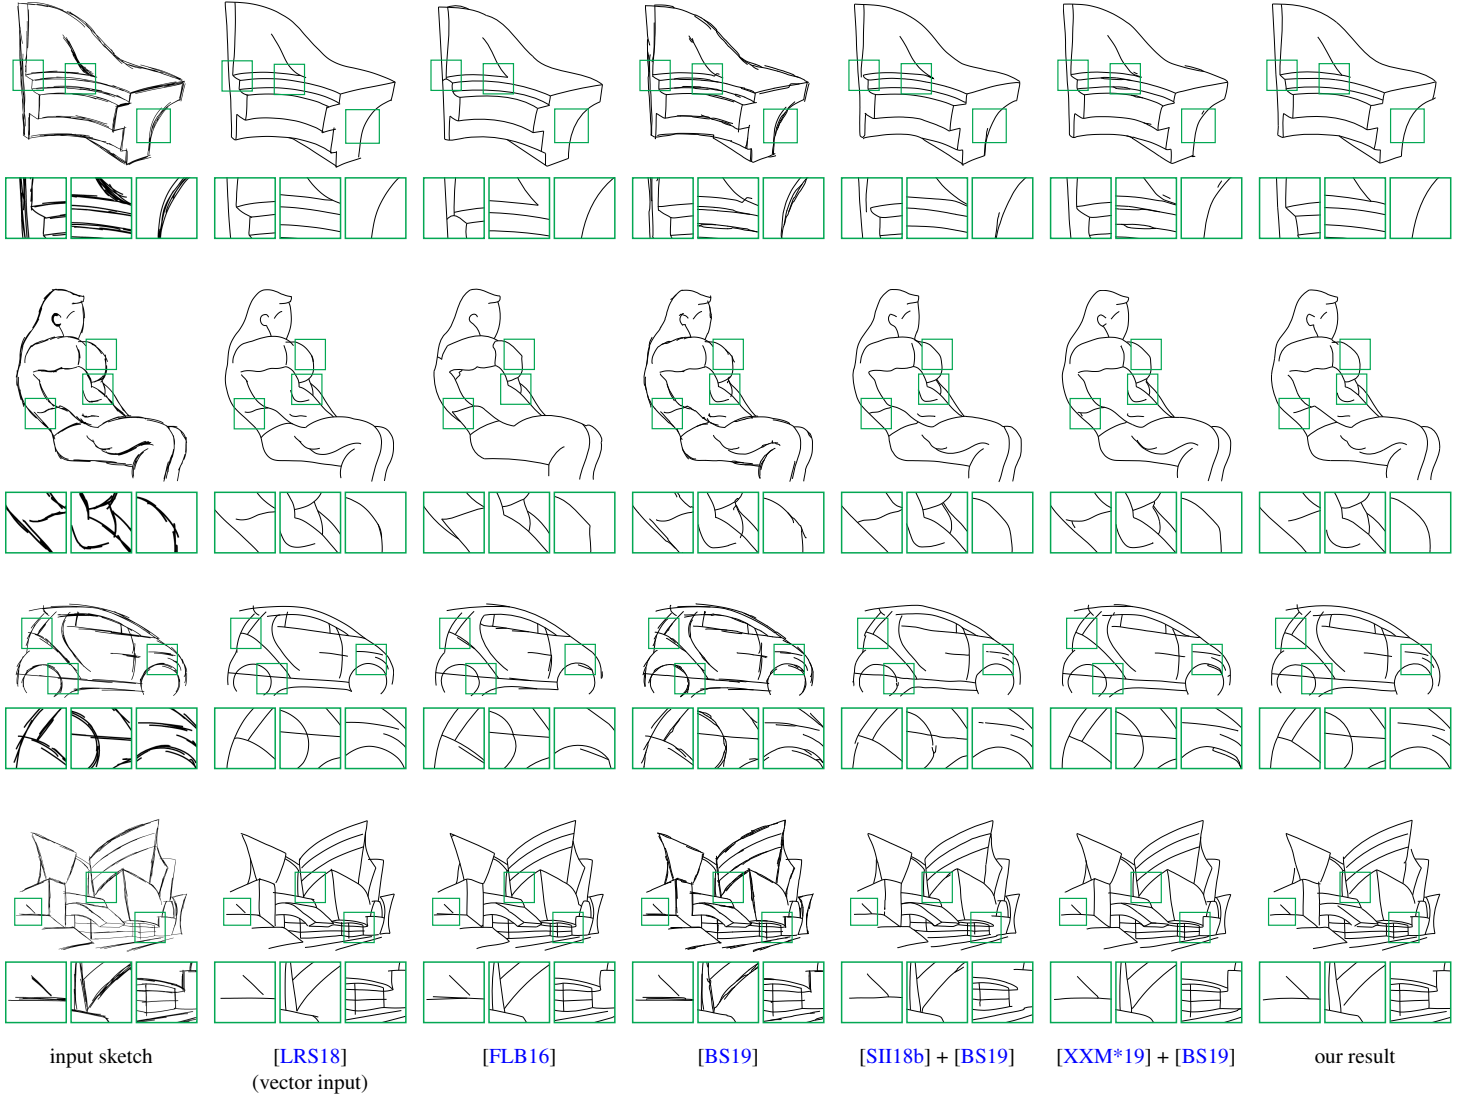 input sketch [LRS18] [FLB16] [BS19] [SII18b] + [BS19] [XXM*19] + [BS19] our result
(vector input)